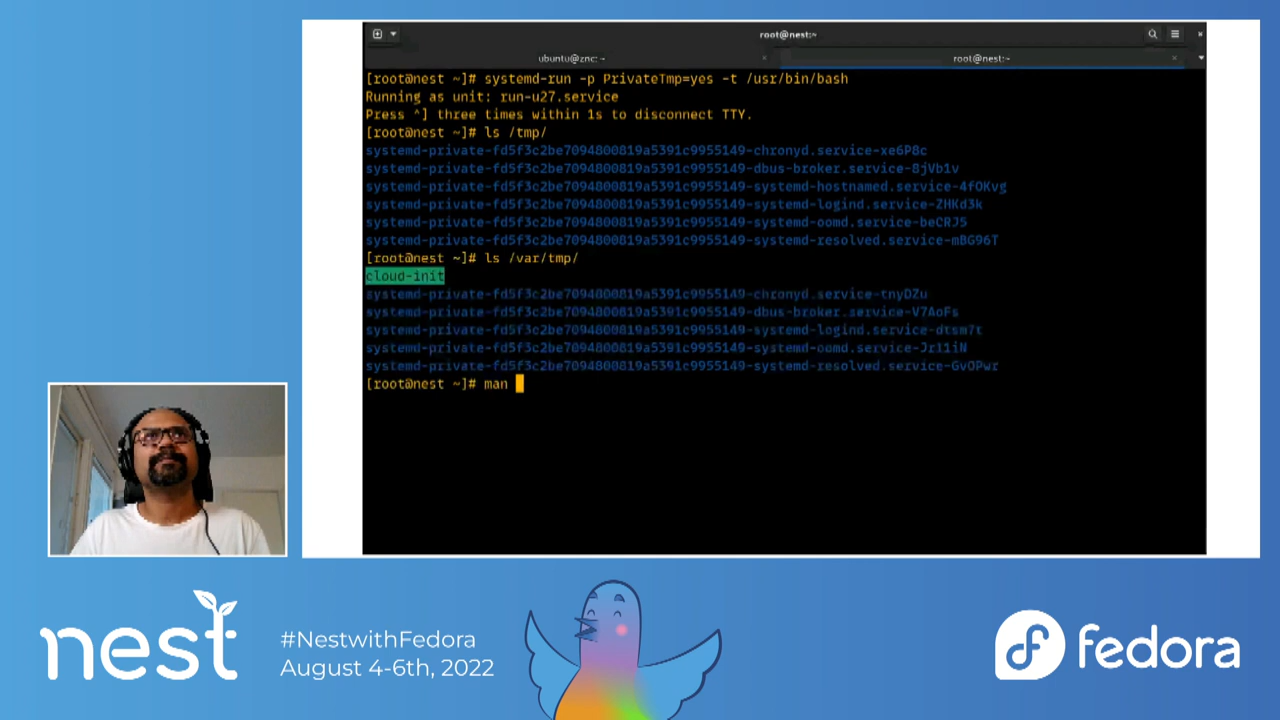 root@nest:~
ubuntu@znc: ~
root@nest:~
[root@nest ~]# systemd-run -p PrivateTmp=yes -t /usr/bin/bash
Running as unit: run-u27.service
Press ^] three times within 1s to disconnect TTY.
[root@nest ~]# ls /tmp/
systemd-private-fd5f3c2be7094800819a5391c9955149-chronyd.service-xe6P8c
systemd-private-fd5f3c2be7094800819a5391c9955149-dbus-broker.service-8jVb1v
systemd-private-fd5f3c2be7094800819a5391c9955149-systemd-hostnamed.service-4fOKvg
systemd-private-fd5f3c2be7094800819a5391c9955149-systemd-logind.service-ZHKd3k
systemd-private-fd5f3c2be7094800819a5391c9955149-systemd-oomd.service-beCRJ5
systemd-private-fd5f3c2be7094800819a5391c9955149-systemd-resolved.service-mBG96T
[root@nest ~]# ls /var/tmp/
cloud-init
systemd-private-fd5f3c2be7094800819a5391c9955149-chronyd.service-tnyDZu
systemd-private-fd5f3c2be7094800819a5391c9955149-dbus-broker.service-V7AoFs
systemd-private-fd5f3c2be7094800819a5391c9955149-systemd-logind.service-dtsm7t
systemd-private-fd5f3c2be7094800819a5391c9955149-systemd-oomd.service-Jrl1iN
systemd-private-fd5f3c2be7094800819a5391c9955149-systemd-resolved.service-GvOPwr
[root@nest ~]# man
nest
#NestwithFedora
August 4-6th, 2022
fedora